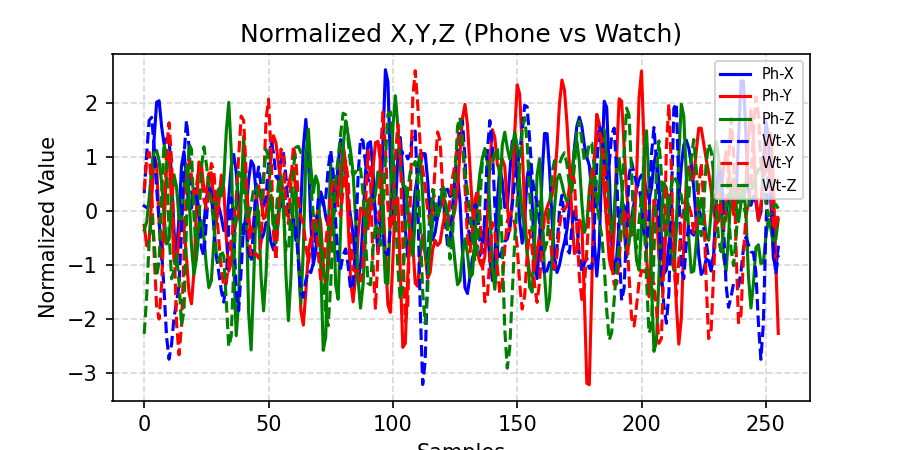 Normalized X,Y,Z (Phone vs Watch)
Normalized Value
2
1
0
−1
−2
−3
0 50 100 150 200 250
Samples
Ph-X
Ph-Y
Ph-Z
Wt-X
Wt-Y
Wt-Z